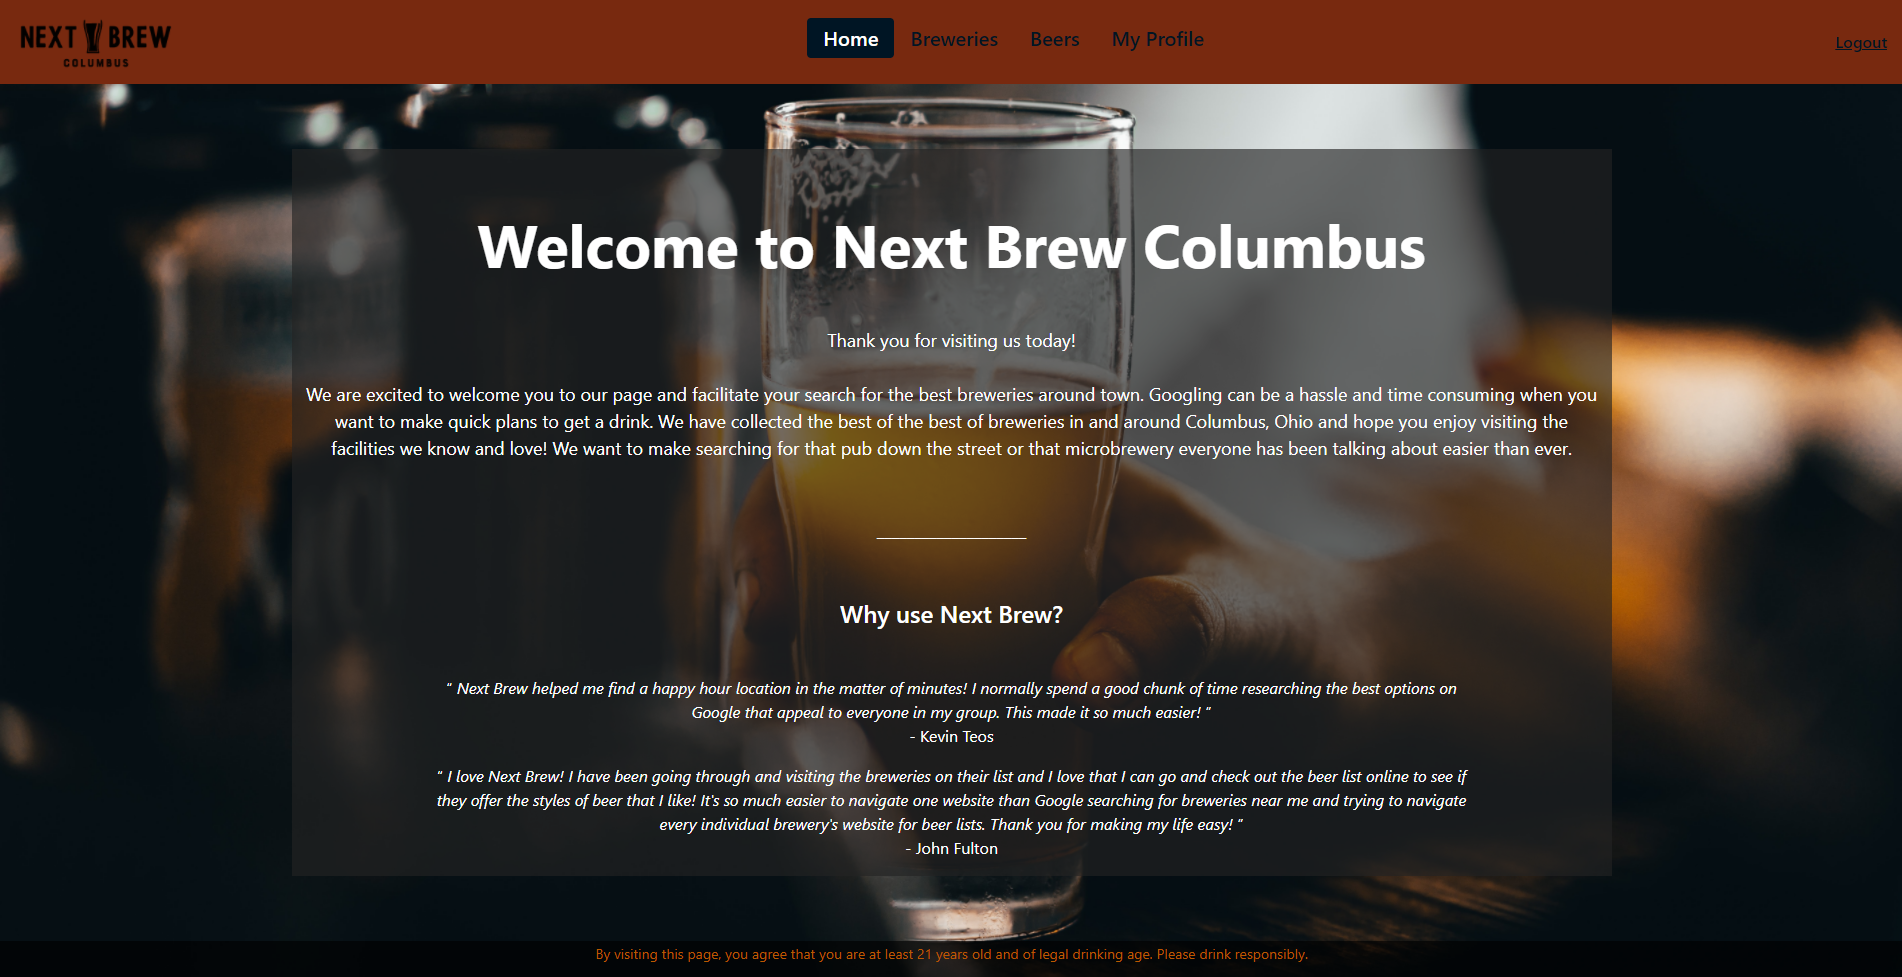 NEXT BREW
COLUMBUS
Home Breweries Beers My Profile
Logout
Welcome to Next Brew Columbus
Thank you for visiting us today!
We are excited to welcome you to our page and facilitate your search for the best breweries around town. Googling can be a hassle and time consuming when you
want to make quick plans to get a drink. We have collected the best of the best of breweries in and around Columbus, Ohio and hope you enjoy visiting the
facilities we know and love! We want to make searching for that pub down the street or that microbrewery everyone has been talking about easier than ever.
Why use Next Brew?
“ Next Brew helped me find a happy hour location in the matter of minutes! I normally spend a good chunk of time researching the best options on
Google that appeal to everyone in my group. This made it so much easier! ”
- Kevin Teos
“ I love Next Brew! I have been going through and visiting the breweries on their list and I love that I can go and check out the beer list online to see if
they offer the styles of beer that I like! It's so much easier to navigate one website than Google searching for breweries near me and trying to navigate
every individual brewery's website for beer lists. Thank you for making my life easy! ”
- John Fulton
By visiting this page, you agree that you are at least 21 years old and of legal drinking age. Please drink responsibly.